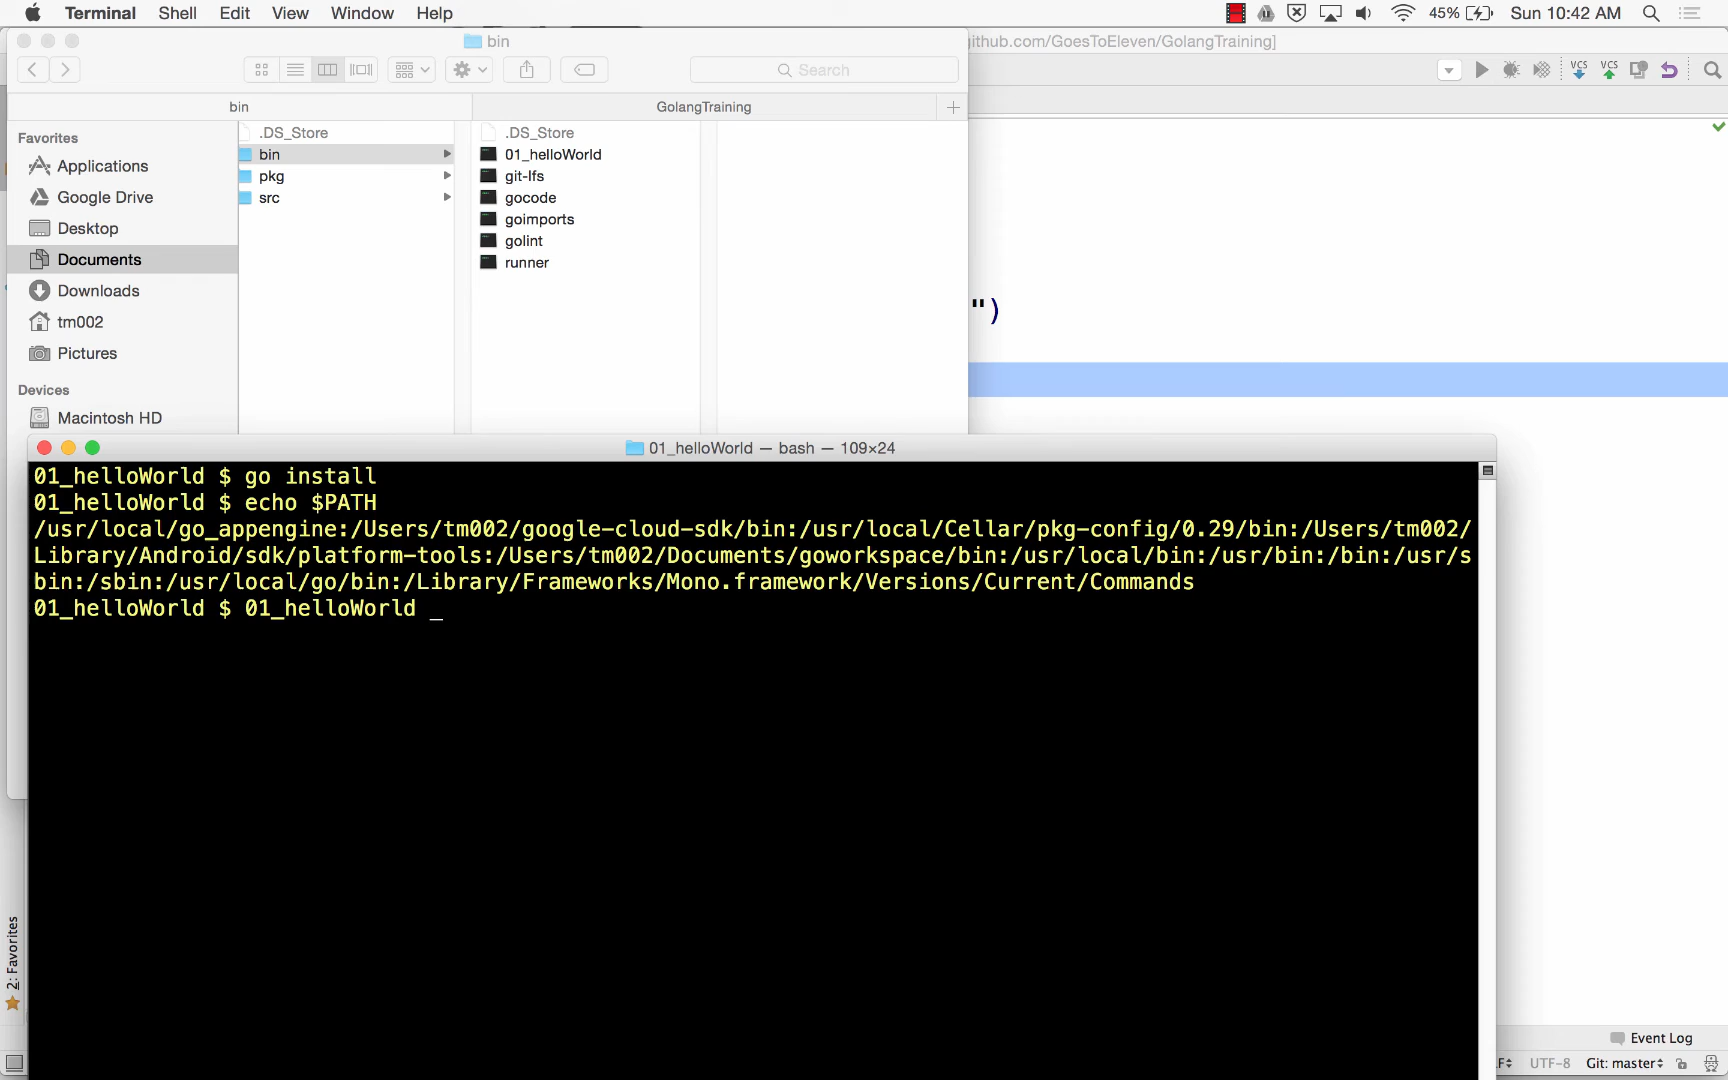 Terminal Shell Edit View Window Help 45% Sun 10:42 AM
bin
github.com/GoesToEleven/GolangTraining]
Search
VCS VCS
bin GolangTraining
Favorites
Applications
Google Drive
Desktop
Documents
Downloads
tm002
Pictures
Devices
Macintosh HD
.DS_Store
bin
pkg
src
.DS_Store
01_helloWorld
git-lfs
gocode
goimports
golint
runner
")
01_helloWorld — bash — 109×24
01_helloWorld $ go install
01_helloWorld $ echo $PATH
/usr/local/go_appengine:/Users/tm002/google-cloud-sdk/bin:/usr/local/Cellar/pkg-config/0.29/bin:/Users/tm002/
Library/Android/sdk/platform-tools:/Users/tm002/Documents/goworkspace/bin:/usr/local/bin:/usr/bin:/bin:/usr/s
bin:/sbin:/usr/local/go/bin:/Library/Frameworks/Mono.framework/Versions/Current/Commands
01_helloWorld $ 01_helloWorld _
2: Favorites
Event Log
UTF-8 Git: master